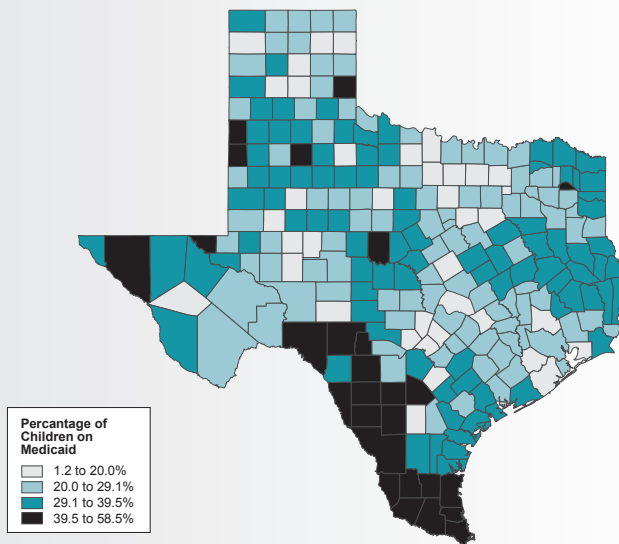 Percantage of
Children on
Medicaid
1.2 to 20.0%
20.0 to 29.1%
29.1 to 39.5%
39.5 to 58.5%